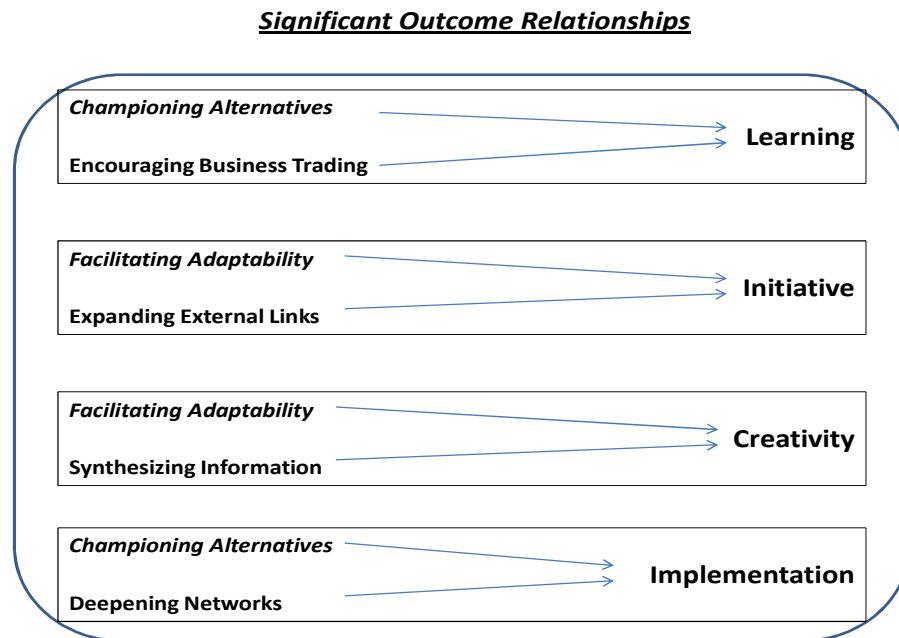 Significant Outcome Relationships
Championing Alternatives
Learning
Encouraging Business Trading
Facilitating Adaptability
Initiative
Expanding External Links
Facilitating Adaptability
Creativity
Synthesizing Information
Championing Alternatives
Implementation
Deepening Networks